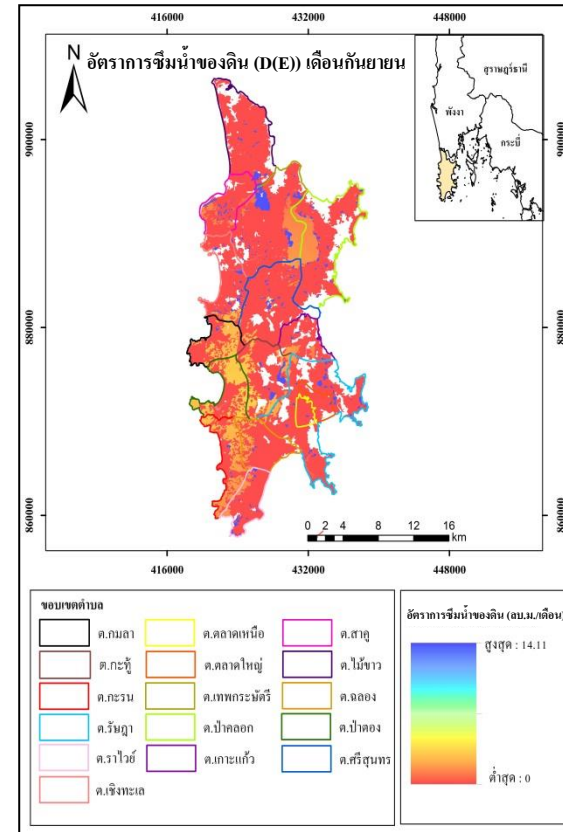 416000 432000 448000
อัตราการซึมน้ำของดิน (D(E)) เดือนกันยายน
N
สุราษฎร์ธานี
พังงา
กระบี่
900000 900000
880000 880000
860000 860000
0 2 4 8 12 16
km
416000 432000 448000
ขอบเขตตำบล
ต.กมลา ต.ตลาดเหนือ ต.สาคู
ต.กะทู้ ต.ตลาดใหญ่ ต.ไม้ขาว
ต.กะรน ต.เทพกระษัตรี ต.ฉลอง
ต.รัษฎา ต.ป่าคลอก ต.ป่าตอง
ต.ราไวย์ ต.เกาะแก้ว ต.ศรีสุนทร
ต.เชิงทะเล
อัตราการซึมน้ำของดิน (ลบ.ม./เดือน)
สูงสุด : 14.11
ต่ำสุด : 0